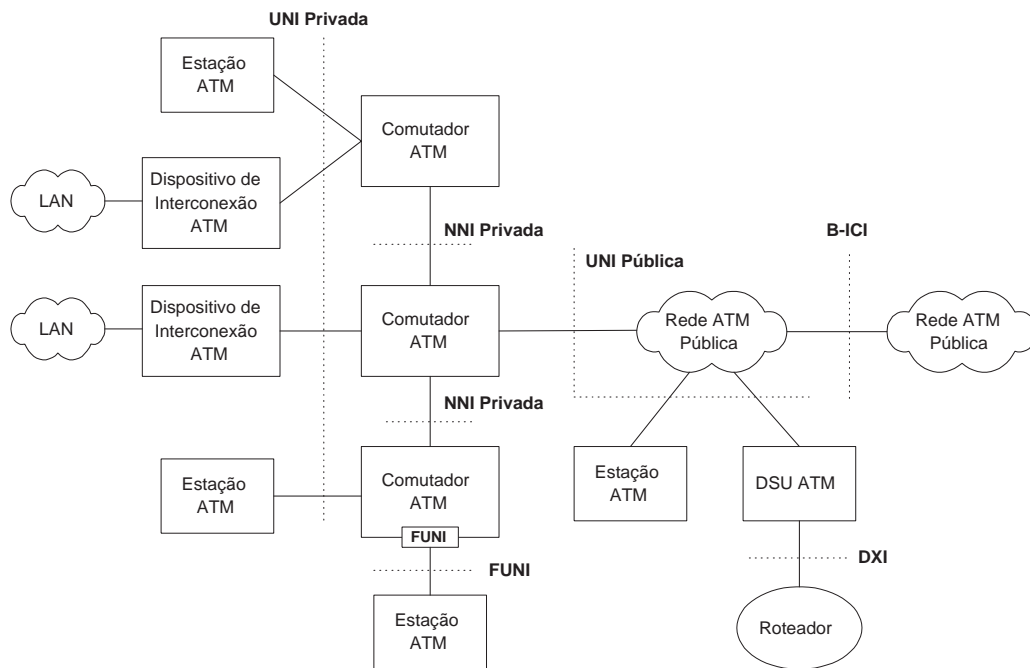 UNI Privada
Estação
ATM
Comutador
ATM
LAN
Dispositivo de
Interconexão
ATM
NNI Privada
B-ICI
UNI Pública
LAN
Dispositivo de
Interconexão
ATM
Comutador
ATM
Rede ATM
Pública
Rede ATM
Pública
NNI Privada
Estação
ATM
Comutador
ATM
FUNI
Estação
ATM
DSU ATM
FUNI
DXI
Estação
ATM
Roteador